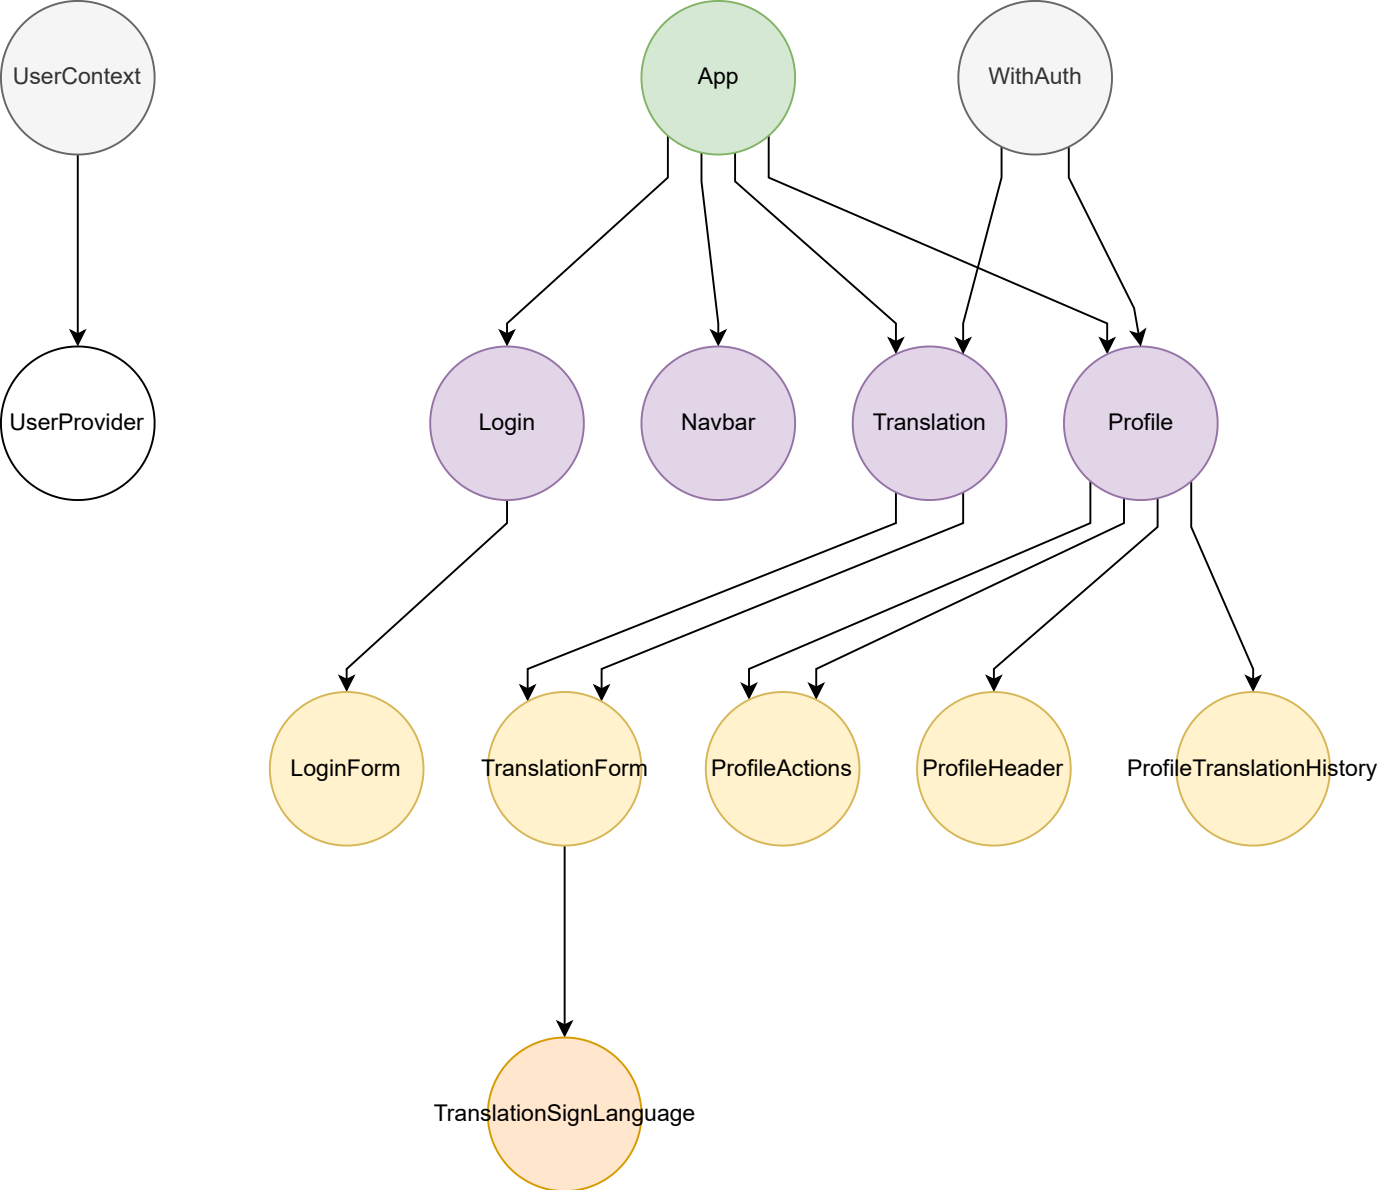 UserContext
App
WithAuth
UserProvider
Login
Navbar
Translation
Profile
LoginForm
TranslationForm
ProfileActions
ProfileHeader
ProfileTranslationHistory
TranslationSignLanguage